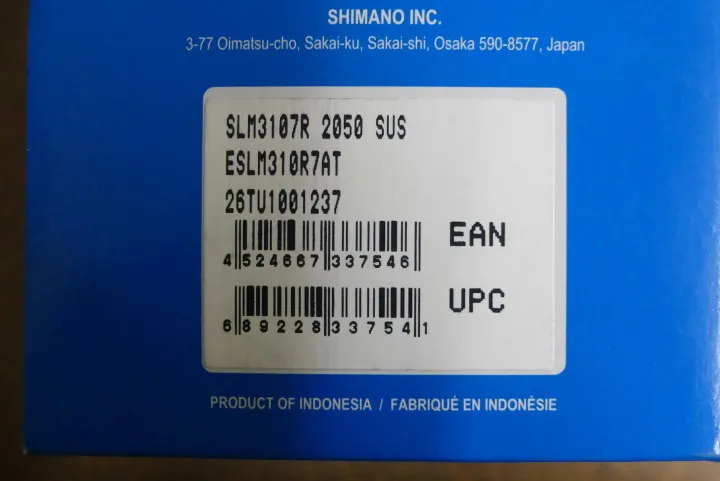 SHIMANO INC.
3-77 Oimatsu-cho, Sakai-ku, Sakai-shi, Osaka 590-8577, Japan
SLM3107R 2050 SUS
ESLM310R7AT
26TU1001237
4 524667 337546
EAN
6 89228 33754 1
UPC
PRODUCT OF INDONESIA / FABRIQUÉ EN INDONÉSIE